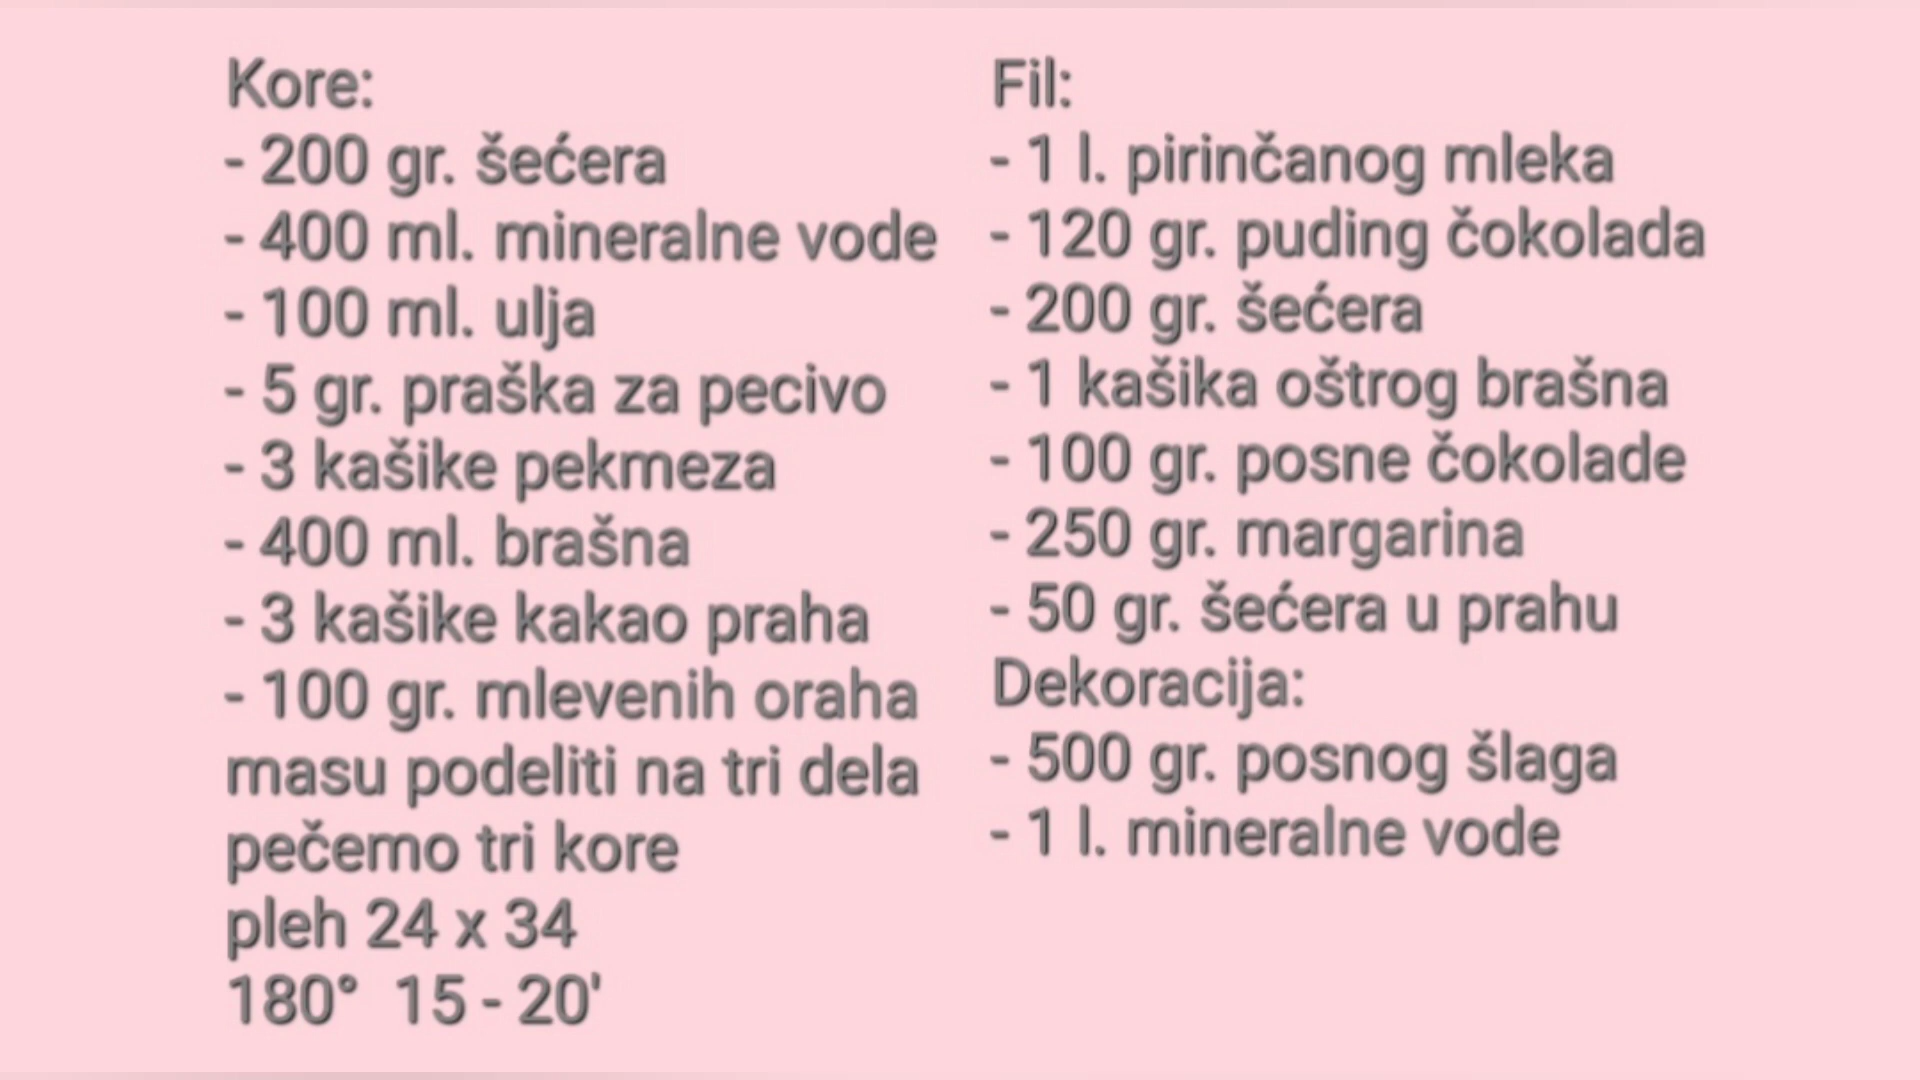 Kore:
- 200 gr. šećera
- 400 ml. mineralne vode
- 100 ml. ulja
- 5 gr. praška za pecivo
- 3 kašike pekmeza
- 400 ml. brašna
- 3 kašike kakao praha
- 100 gr. mlevenih oraha
masu podeliti na tri dela
pečemo tri kore
pleh 24 x 34
180° 15 - 20'
Fil:
- 1 l. pirinčanog mleka
- 120 gr. puding čokolada
- 200 gr. šećera
- 1 kašika oštrog brašna
- 100 gr. posne čokolade
- 250 gr. margarina
- 50 gr. šećera u prahu
Dekoracija:
- 500 gr. posnog šlaga
- 1 l. mineralne vode